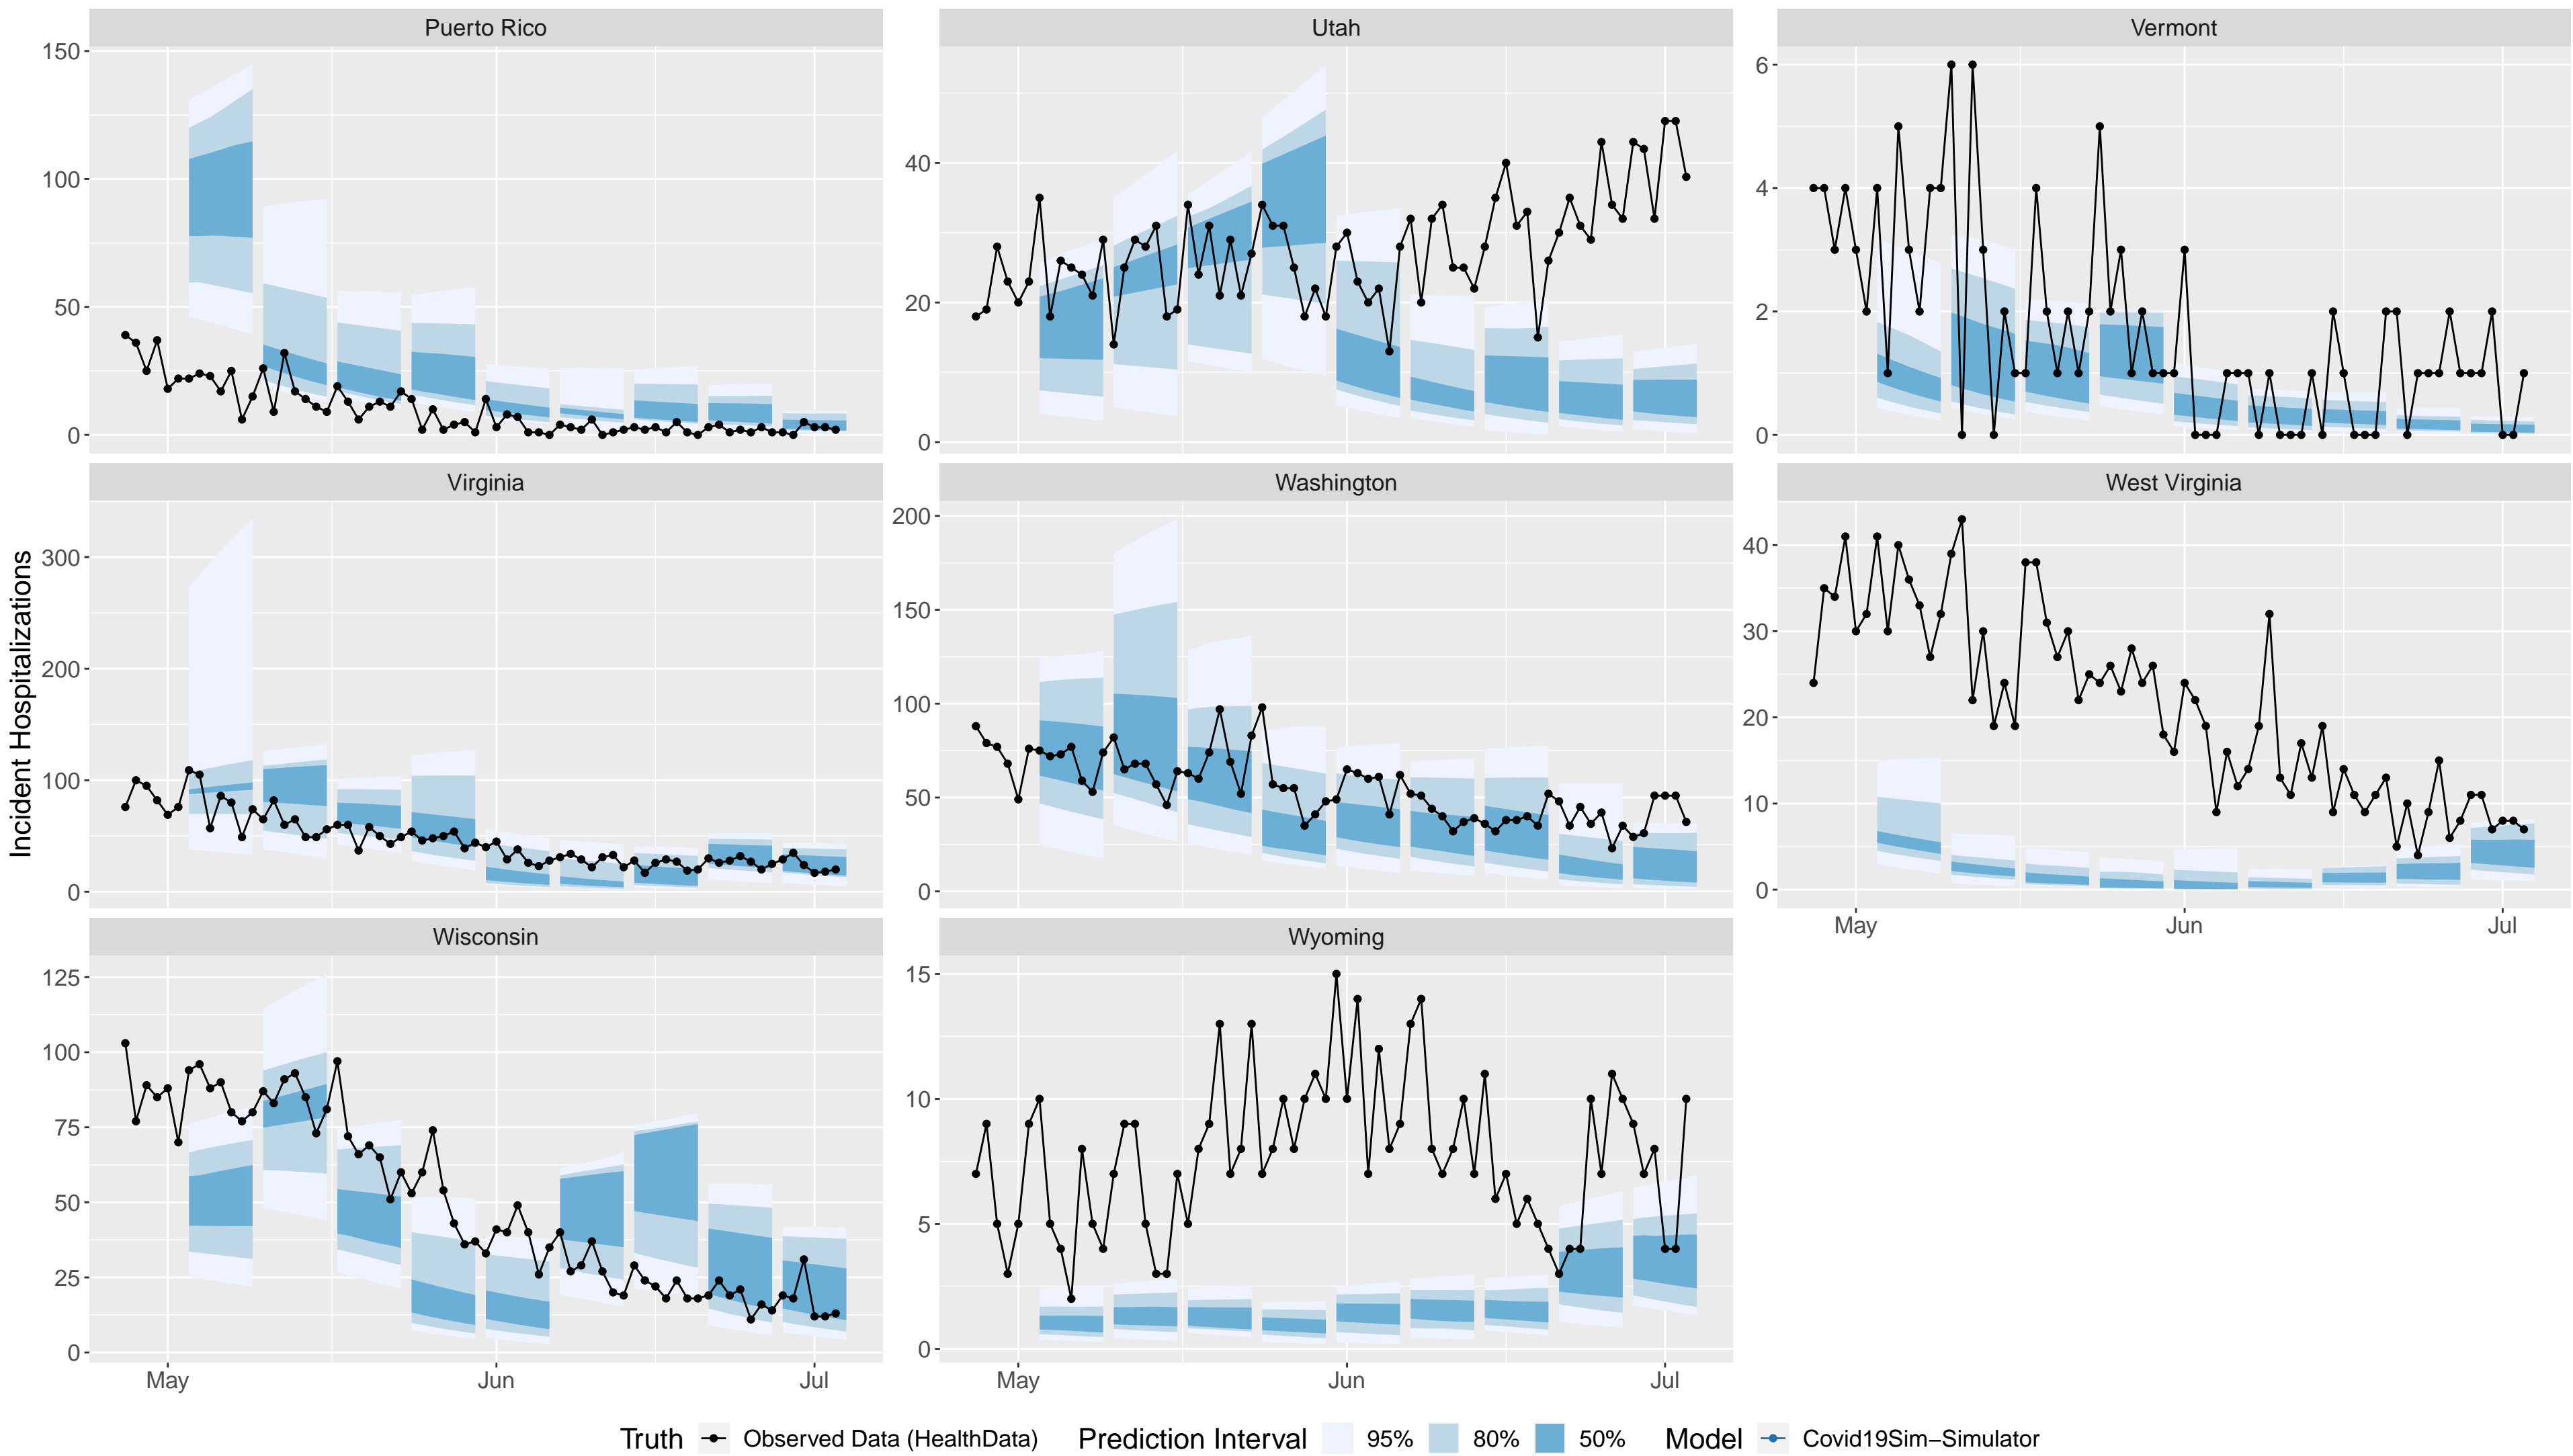 Puerto Rico
Utah
Vermont
150
100
50
0
40
20
0
6
4
2
0
Virginia
Washington
West Virginia
Incident Hospitalizations
300
200
100
0
200
150
100
50
0
40
30
20
10
0
May Jun Jul
Wisconsin
Wyoming
125
100
75
50
25
0
15
10
5
0
May Jun Jul
May Jun Jul
Truth Observed Data (HealthData) Prediction Interval 95% 80% 50% Model Covid19Sim−Simulator